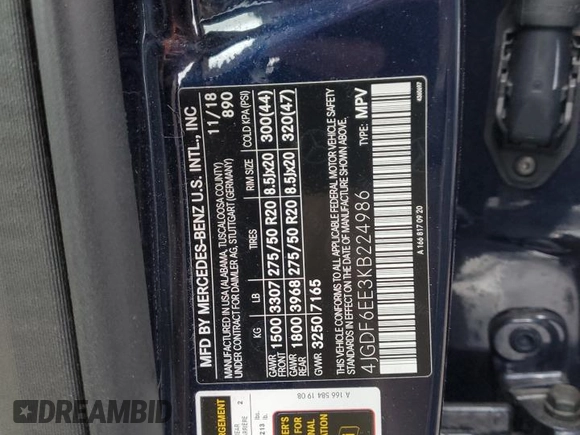 MFD BY MERCEDES-BENZ U.S. INTL., INC
MANUFACTURED IN USA (ALABAMA, TUSCALOOSA COUNTY) 11/18
UNDER CONTRACT FOR DAIMLER AG, STUTTGART (GERMANY) 890
KG LB TIRES RIM SIZE COLD KPA (PSI)
GAWR
FRONT 1500 3307 275/50 R20 8.5Jx20 300(44)
GAWR
REAR 1800 3968 275/50 R20 8.5Jx20 320(47)
GVWR 3250 7165
THIS VEHICLE CONFORMS TO ALL APPLICABLE FEDERAL MOTOR VEHICLE SAFETY
STANDARDS IN EFFECT ON THE DATE OF MANUFACTURE SHOWN ABOVE.
4JGDF6EE3KB224986 TYPE: MPV
A 166 817 09 20
A 166 584 19 08
2
213
DREAMBID